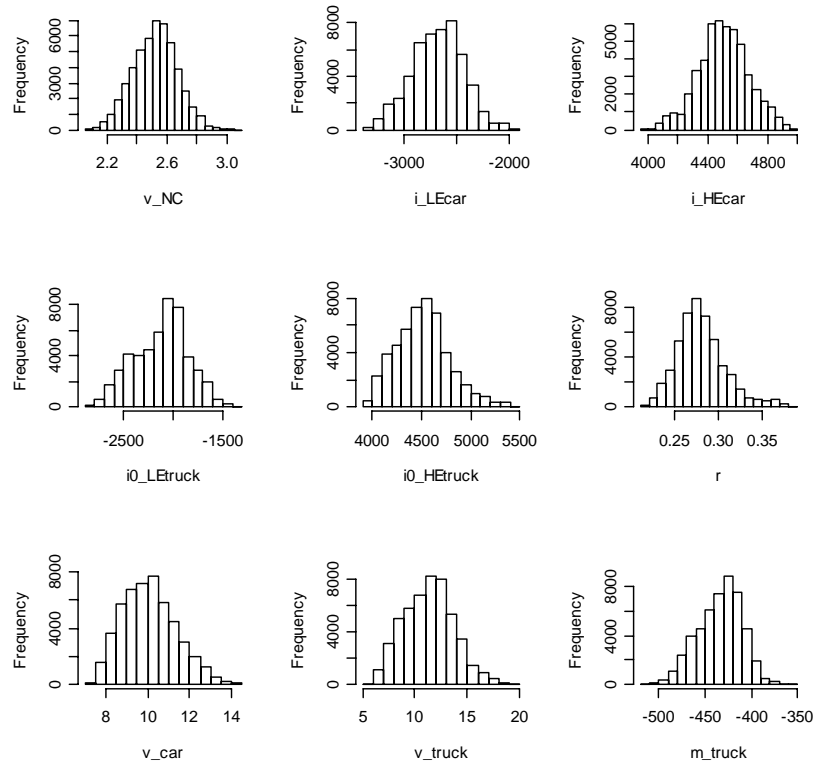 Frequency
0 3000 7000
2.2 2.6 3.0
v_NC
Frequency
0 4000 8000
-3000 -2000
i_LEcar
Frequency
0 2000 5000
4000 4400 4800
i_HEcar
Frequency
0 4000 8000
-2500 -1500
i0_LEtruck
Frequency
0 4000 8000
4000 4500 5000 5500
i0_HEtruck
Frequency
0 4000 8000
0.25 0.30 0.35
r
Frequency
0 4000 8000
8 10 12 14
v_car
Frequency
0 4000 8000
5 10 15 20
v_truck
Frequency
0 4000 8000
-500 -450 -400 -350
m_truck